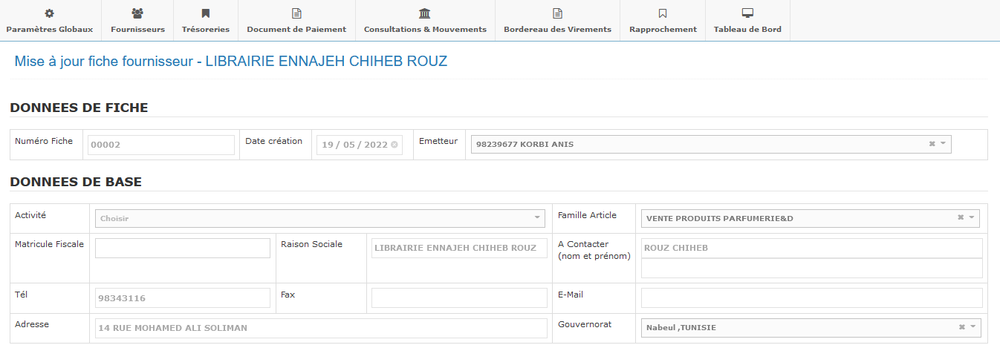 Paramètres Globaux Fournisseurs Trésoreries Document de Paiement Consultations & Mouvements Bordereau des Virements Rapprochement Tableau de Bord
Mise à jour fiche fournisseur - LIBRAIRIE ENNAJEH CHIHEB ROUZ
DONNEES DE FICHE
Numéro Fiche 00002 Date création 19 / 05 / 2022 Emetteur 98239677 KORBI ANIS
DONNEES DE BASE
Activité Choisir Famille Article VENTE PRODUITS PARFUMERIE&D
Matricule Fiscale Raison Sociale LIBRAIRIE ENNAJEH CHIHEB ROUZ A Contacter ROUZ CHIHEB
(nom et prénom)
Tél 98343116 Fax E-Mail
Adresse 14 RUE MOHAMED ALI SOLIMAN Gouvernorat Nabeul ,TUNISIE